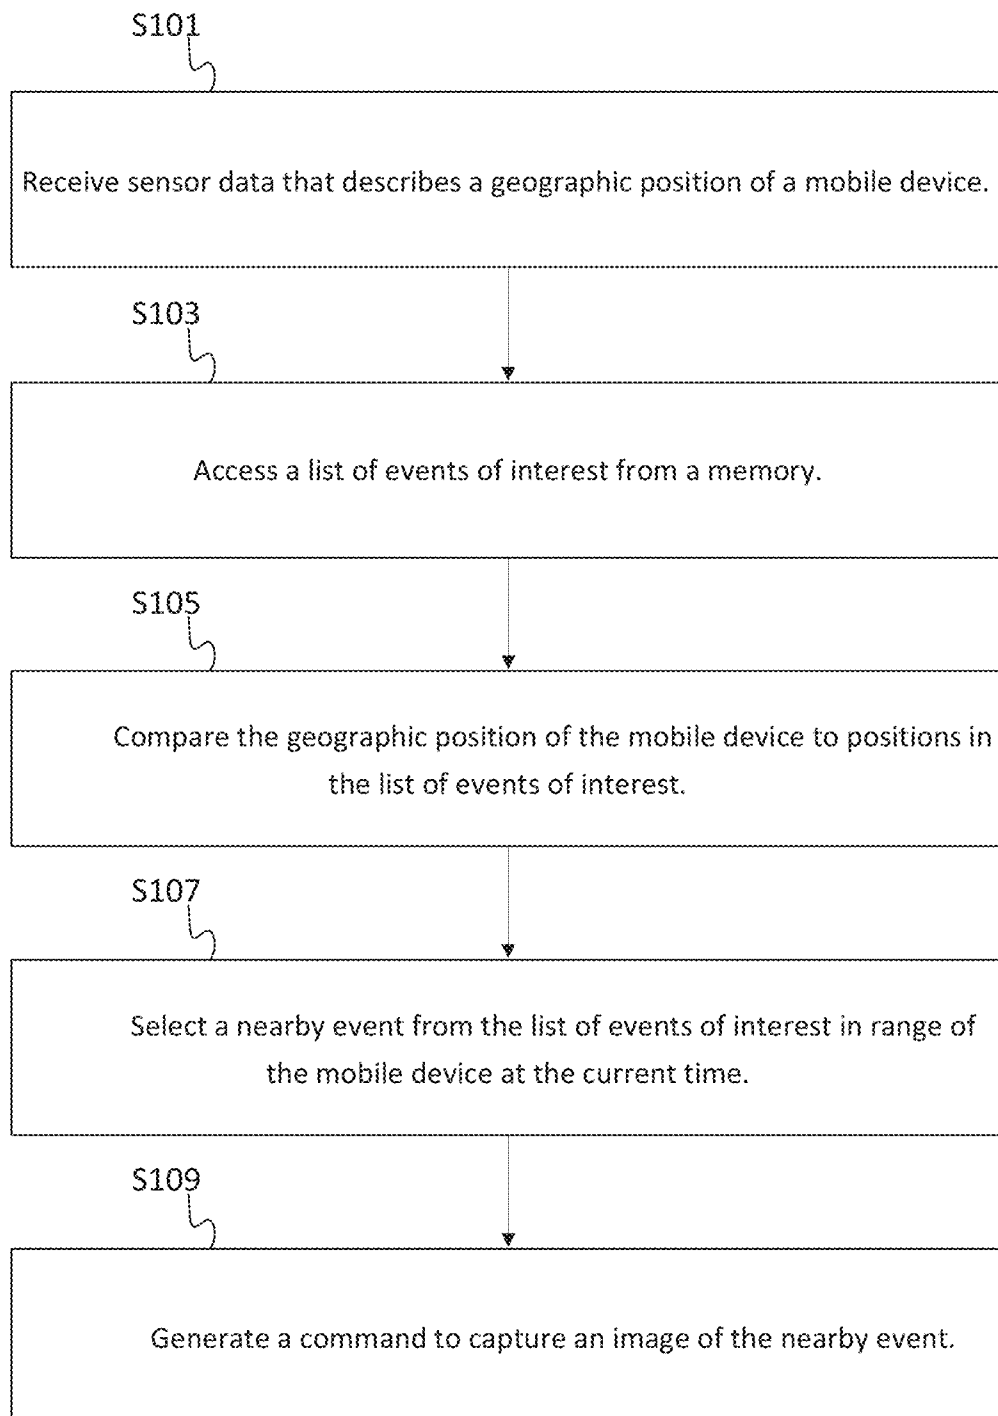 S101
Receive sensor data that describes a geographic position of a mobile device.
S103
Access a list of events of interest from a memory.
S105
Compare the geographic position of the mobile device to positions in
the list of events of interest.
S107
Select a nearby event from the list of events of interest in range of
the mobile device at the current time.
S109
Generate a command to capture an image of the nearby event.